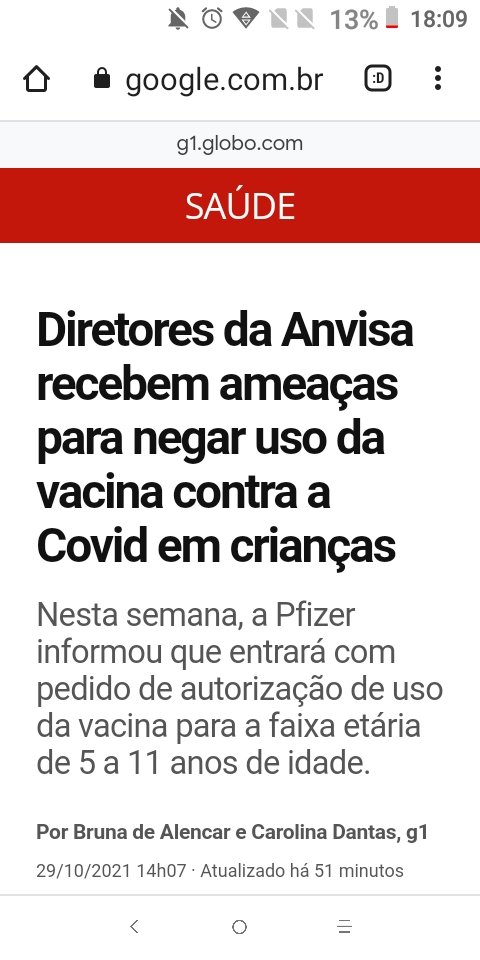 13% 18:09
google.com.br :D
g1.globo.com
SAÚDE
Diretores da Anvisa
recebem ameaças
para negar uso da
vacina contra a
Covid em crianças
Nesta semana, a Pfizer
informou que entrará com
pedido de autorização de uso
da vacina para a faixa etária
de 5 a 11 anos de idade.
Por Bruna de Alencar e Carolina Dantas, g1
29/10/2021 14h07 · Atualizado há 51 minutos